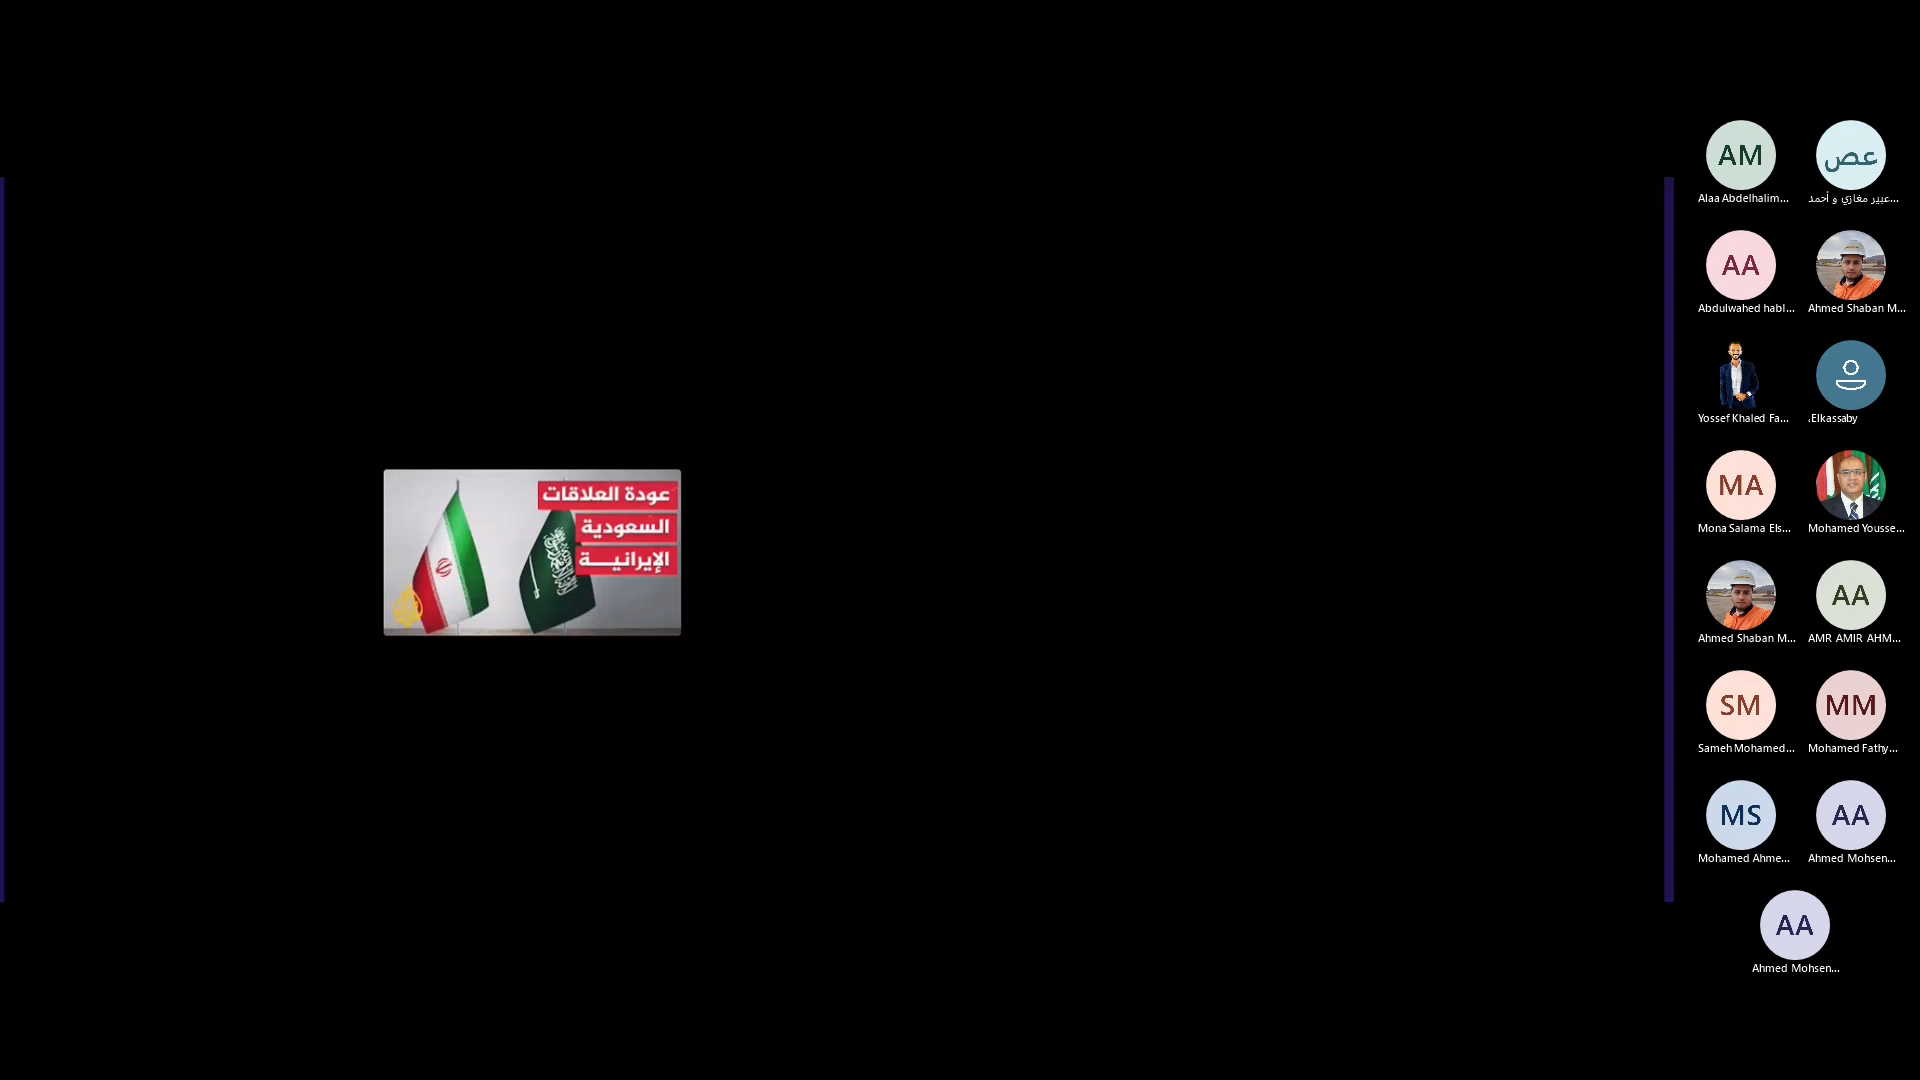 عودة العلاقات
السعودية
الإيرانيـــة
AM
Alaa Abdelhalim...
عص
عبير مغازي و أحمد...
AA
Abdulwahed habl...
Ahmed Shaban M...
Yossef Khaled Fa...
.Elkassaby
MA
Mona Salama Els...
Mohamed Yousse...
Ahmed Shaban M...
AA
AMR AMIR AHM...
SM
Sameh Mohamed...
MM
Mohamed Fathy...
MS
Mohamed Ahme...
AA
Ahmed Mohsen...
AA
Ahmed Mohsen...